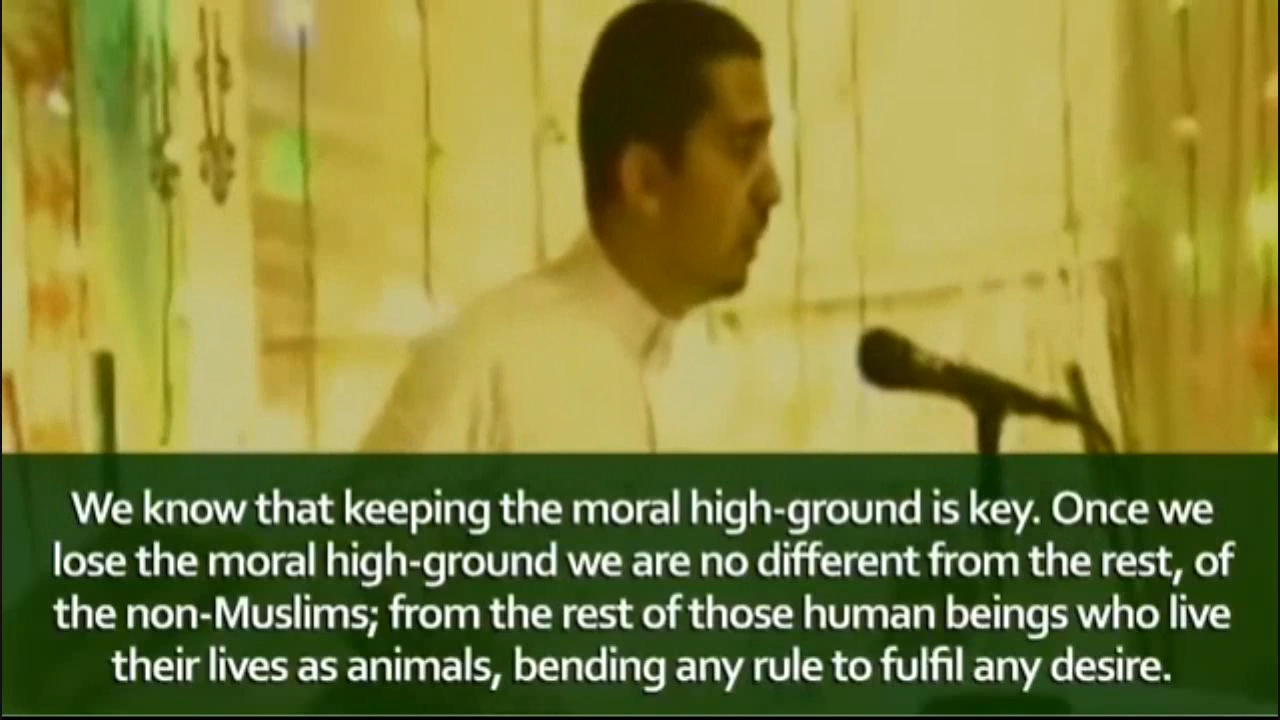 We know that keeping the moral high-ground is key. Once we
lose the moral high-ground we are no different from the rest, of
the non-Muslims; from the rest of those human beings who live
their lives as animals, bending any rule to fulfil any desire.